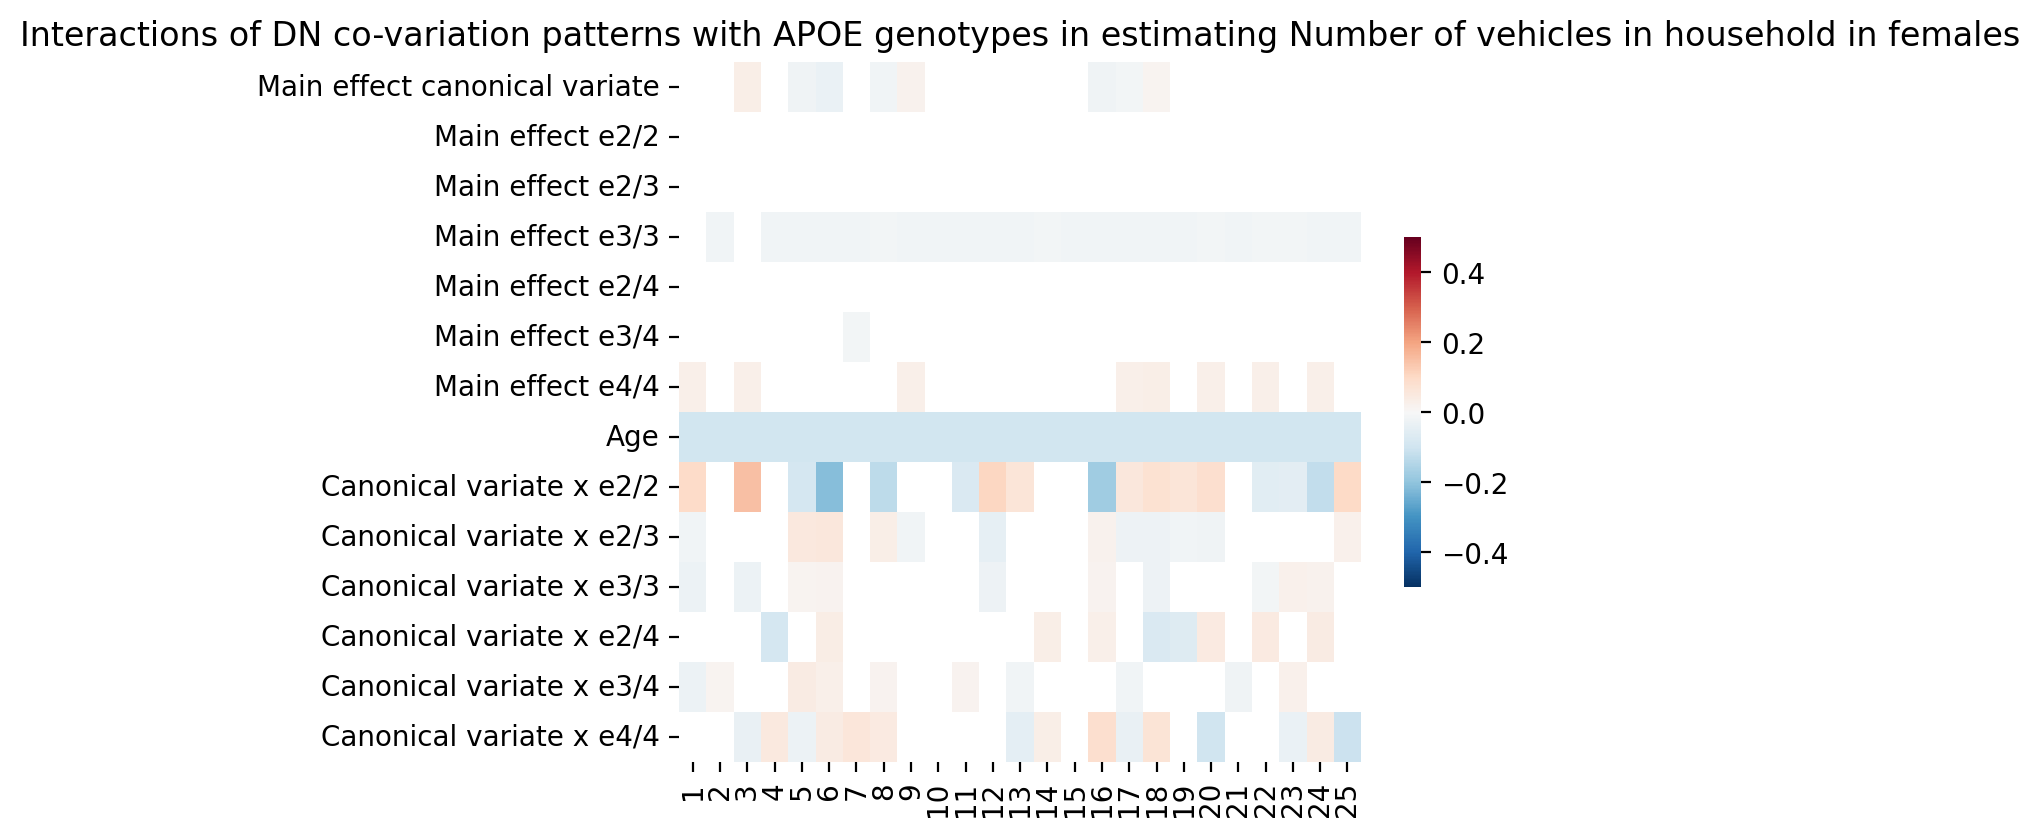 Interactions of DN co-variation patterns with APOE genotypes in estimating Number of vehicles in household in females
Main effect canonical variate
Main effect e2/2
Main effect e2/3
Main effect e3/3
Main effect e2/4
Main effect e3/4
Main effect e4/4
Age
Canonical variate x e2/2
Canonical variate x e2/3
Canonical variate x e3/3
Canonical variate x e2/4
Canonical variate x e3/4
Canonical variate x e4/4
1 2 3 4 5 6 7 8 9 10 11 12 13 14 15 16 17 18 19 20 21 22 23 24 25
0.4
0.2
0.0
−0.2
−0.4